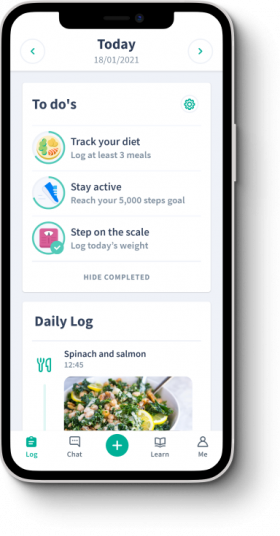 Today
18/01/2021
To do's
Track your diet
Log at least 3 meals
Stay active
Reach your 5,000 steps goal
Step on the scale
Log today's weight
HIDE COMPLETED
Daily Log
Spinach and salmon
12:45
Log
Chat
Learn
Me